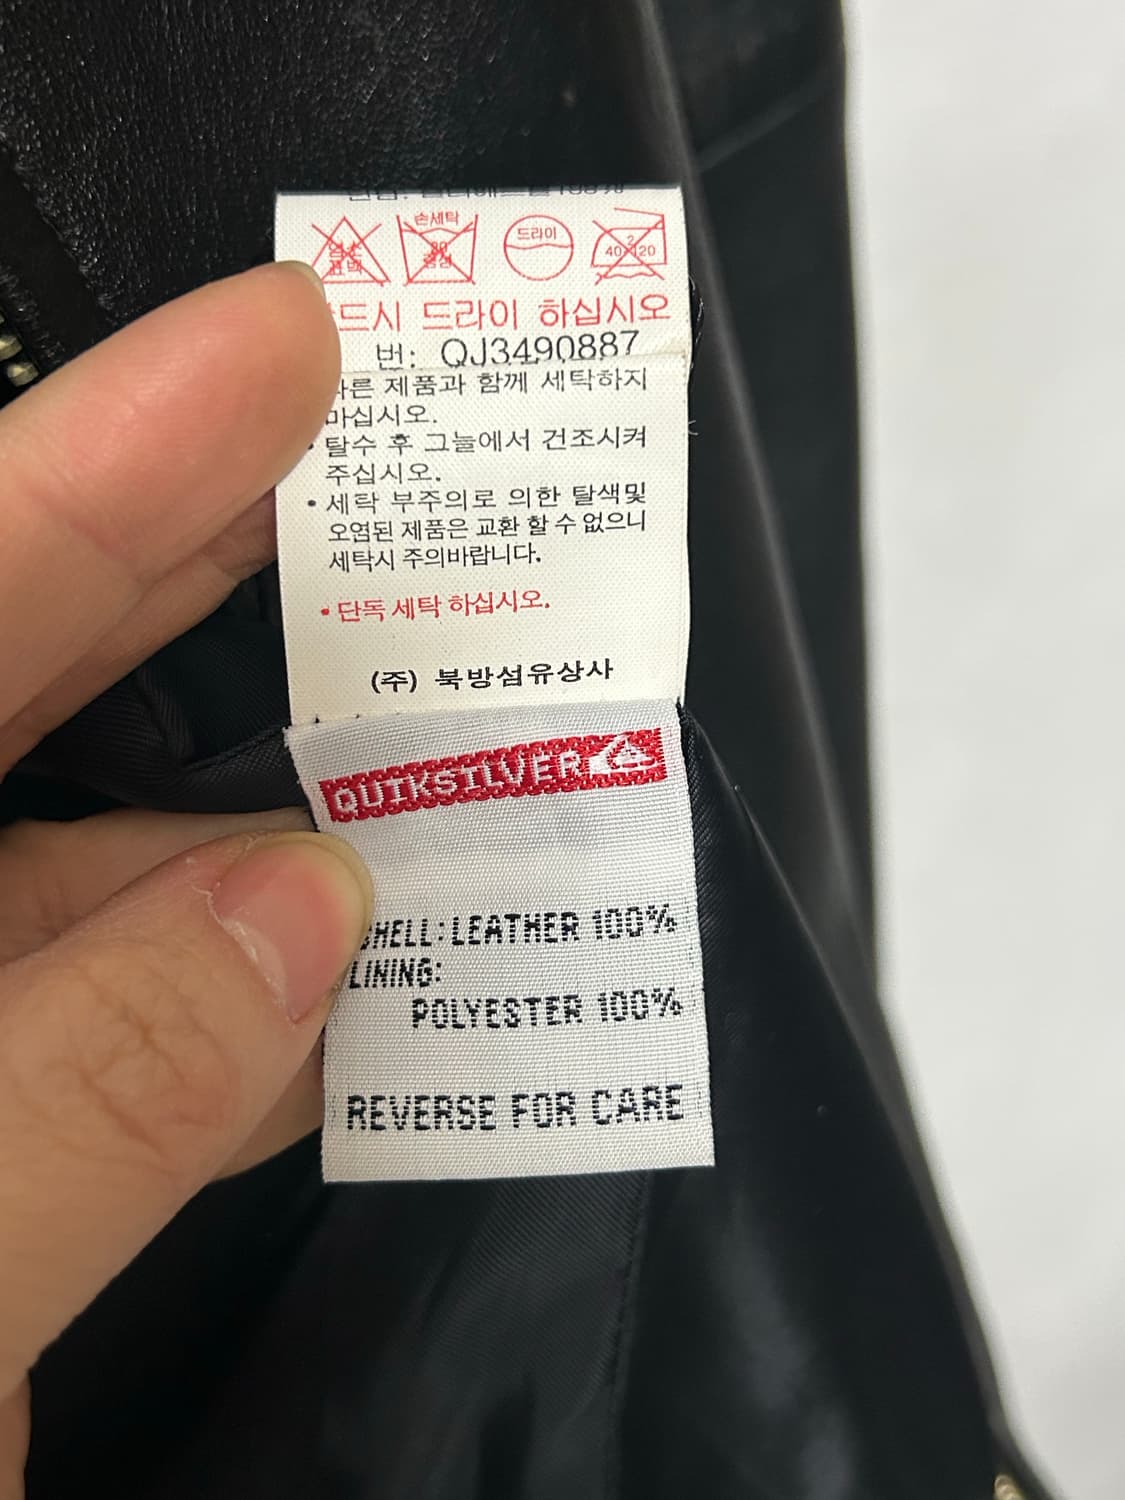 손세탁
드라이
40 2 120
드시 드라이 하십시오
번: QJ3490887
다른 제품과 함께 세탁하지
마십시오.
• 탈수 후 그늘에서 건조시켜
주십시오.
• 세탁 부주의로 의한 탈색및
오염된 제품은 교환 할 수 없으니
세탁시 주의바랍니다.
• 단독 세탁 하십시오.
(주) 북방섬유상사
QUIKSILVER
SHELL: LEATHER 100%
LINING:
POLYESTER 100%
REVERSE FOR CARE